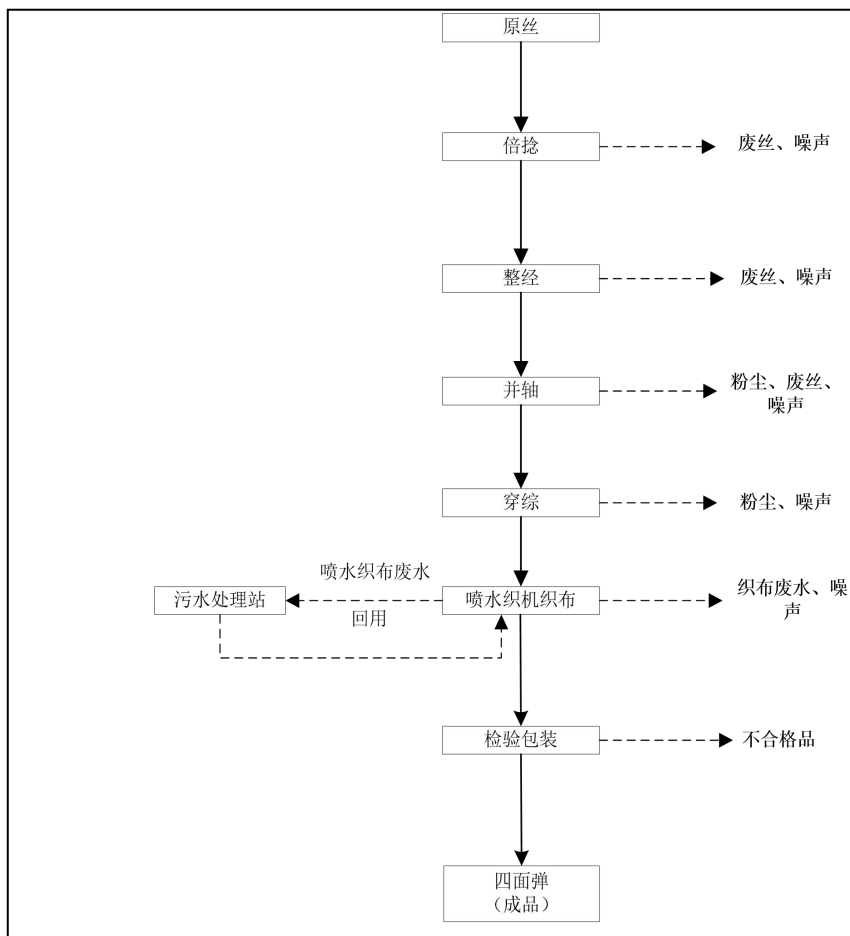 原丝
倍捻
废丝、噪声
整经
废丝、噪声
并轴
粉尘、废丝、
噪声
穿综
粉尘、噪声
喷水织布废水
污水处理站
回用
喷水织机织布
织布废水、噪
声
检验包装
不合格品
四面弹
（成品）